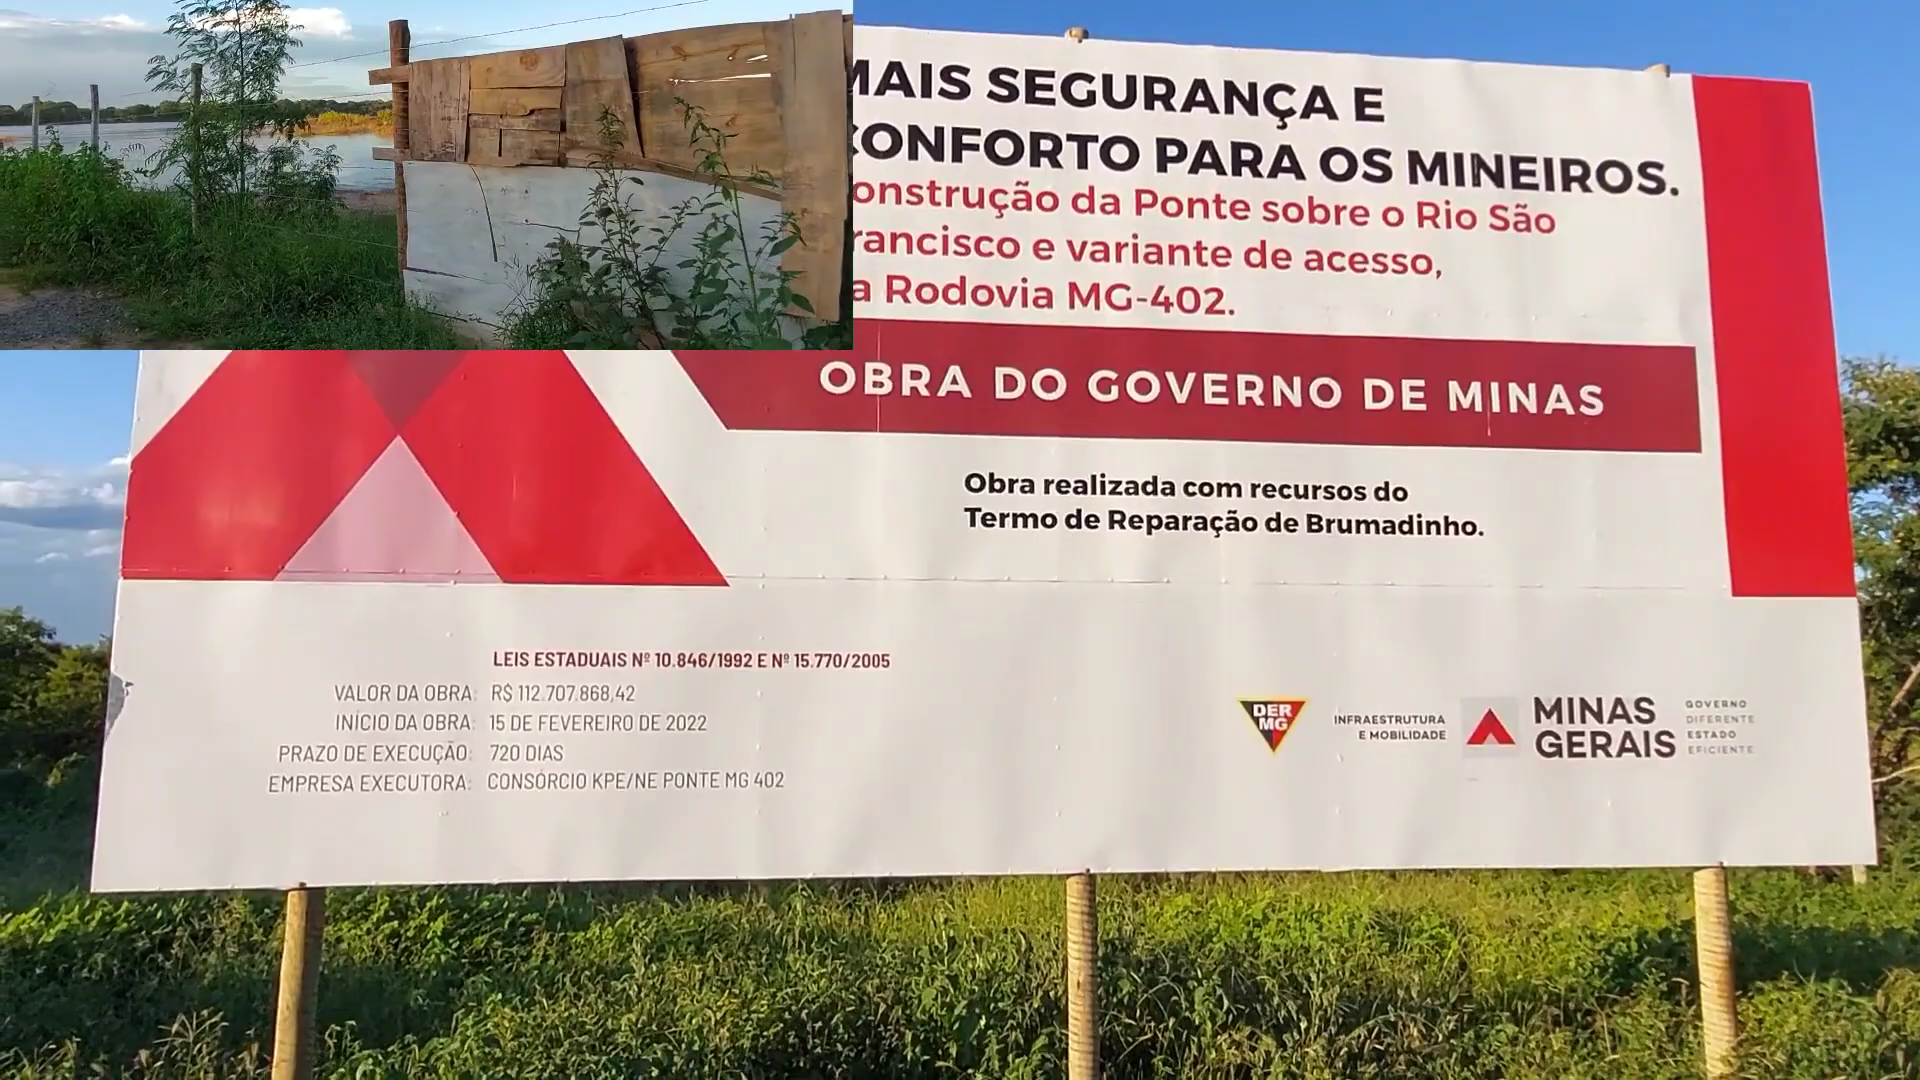 MAIS SEGURANÇA E
CONFORTO PARA OS MINEIROS.
onstrução da Ponte sobre o Rio São
rancisco e variante de acesso,
a Rodovia MG-402.
OBRA DO GOVERNO DE MINAS
Obra realizada com recursos do
Termo de Reparação de Brumadinho.
LEIS ESTADUAIS Nº 10.846/1992 E Nº 15.770/2005
VALOR DA OBRA: R$ 112.707.868,42
INÍCIO DA OBRA: 15 DE FEVEREIRO DE 2022
PRAZO DE EXECUÇÃO: 720 DIAS
EMPRESA EXECUTORA: CONSÓRCIO KPE/NE PONTE MG 402
DER
MG
INFRAESTRUTURA
E MOBILIDADE
MINAS
GERAIS
GOVERNO
DIFERENTE
ESTADO
EFICIENTE